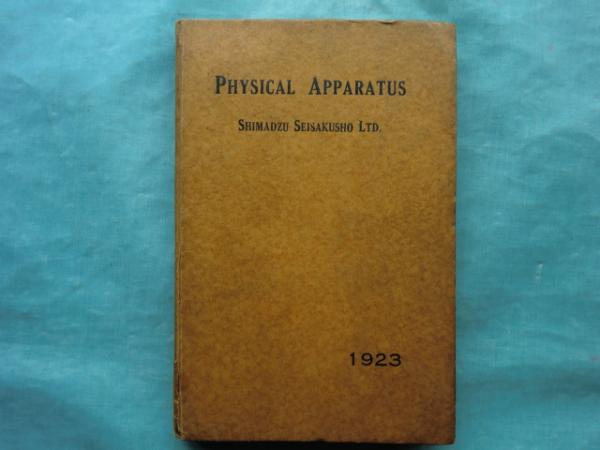 PHYSICAL APPARATUS
SHIMADZU SEISAKUSHO LTD.
1923